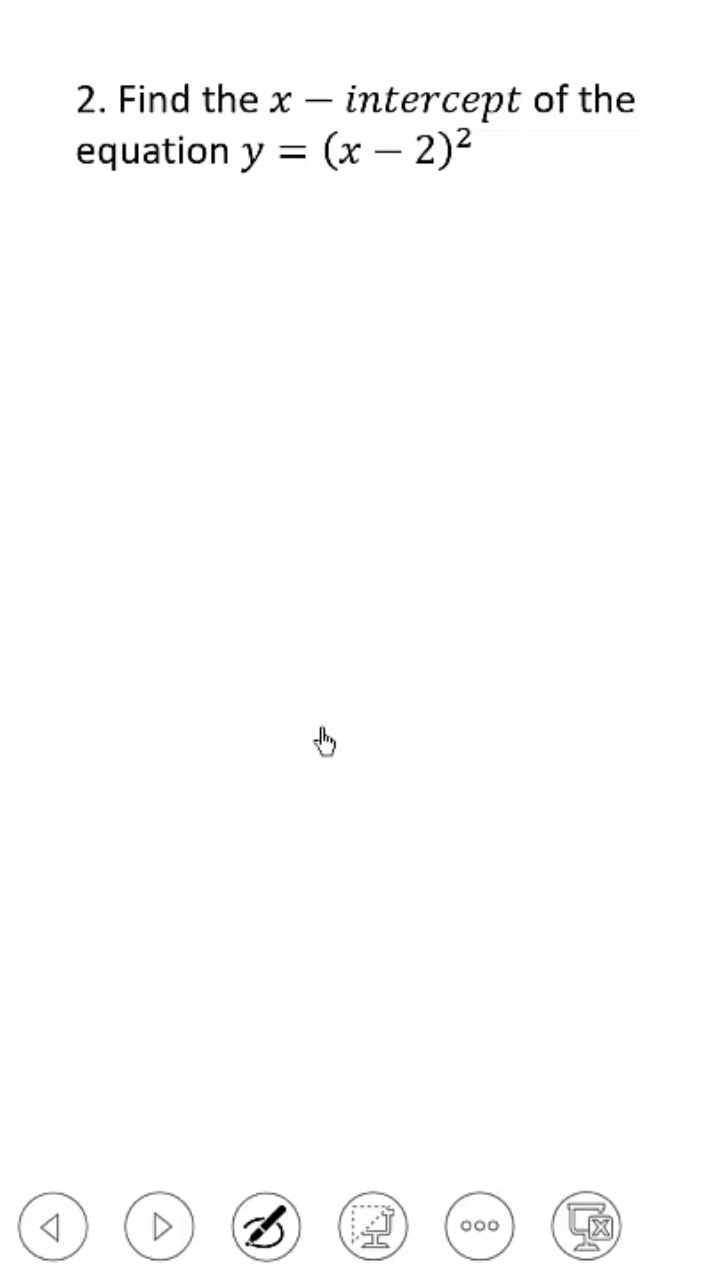 2. Find the x − intercept of the
equation y = (x − 2)²